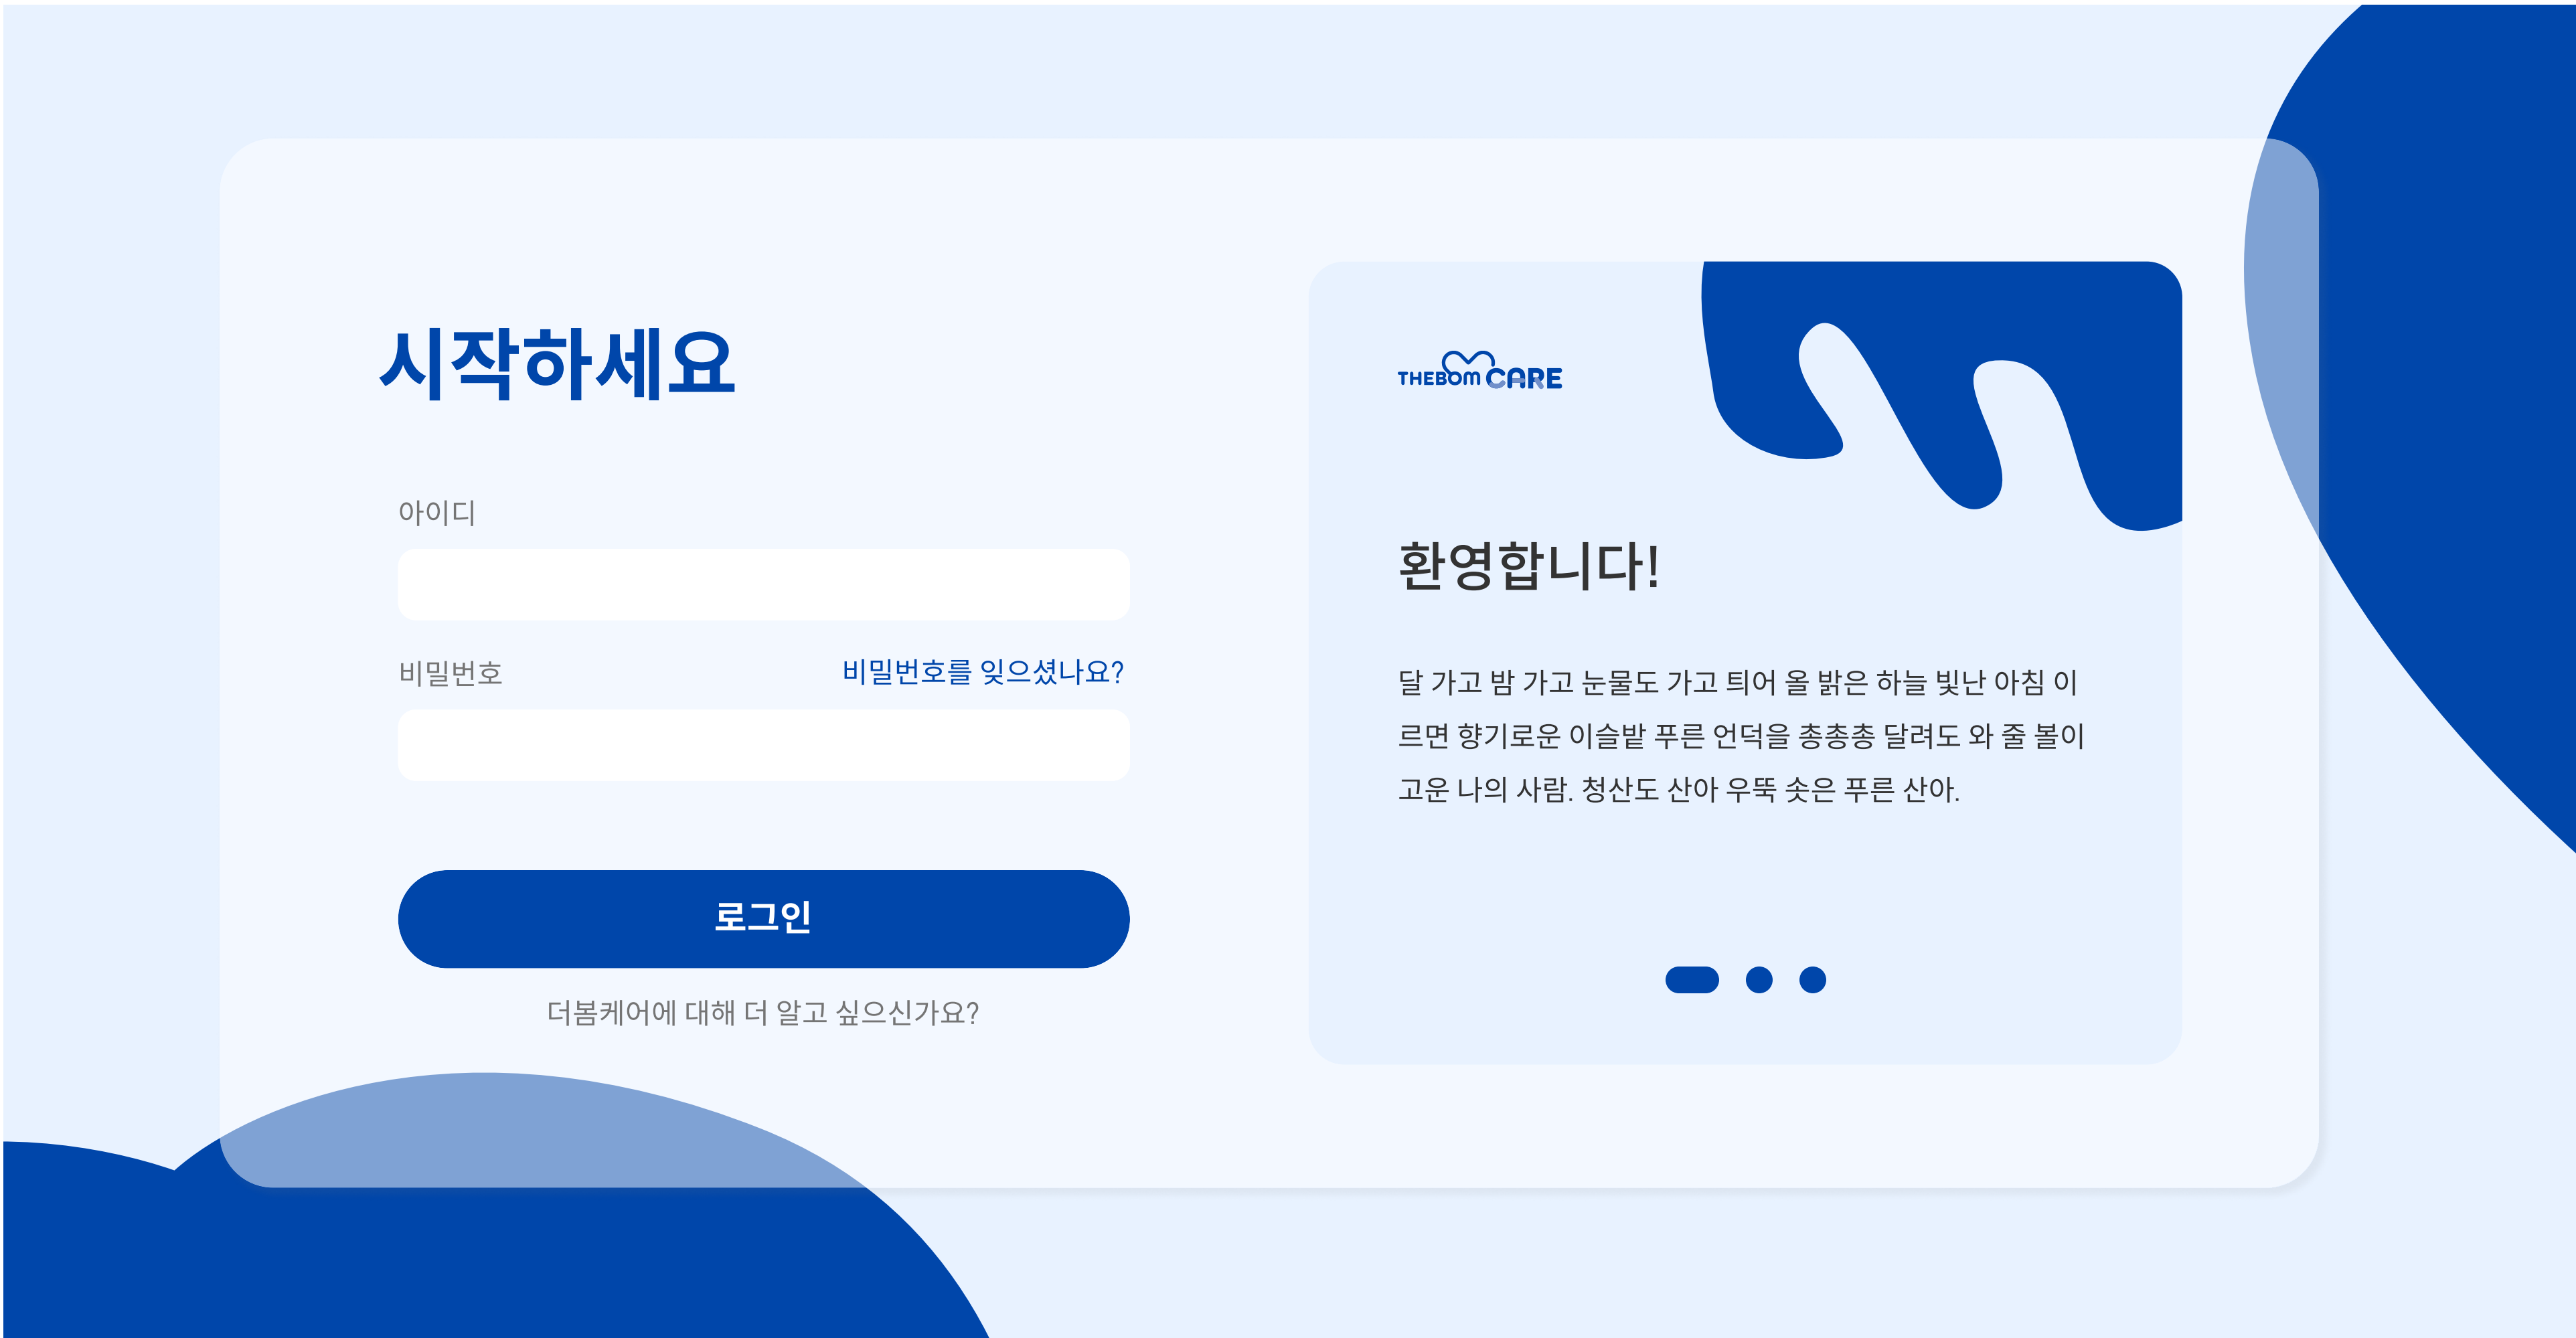 시작하세요
아이디
비밀번호
비밀번호를 잊으셨나요?
로그인
더봄케어에 대해 더 알고 싶으신가요?
THEBOM CARE
환영합니다!
달 가고 밤 가고 눈물도 가고 틔어 올 밝은 하늘 빛난 아침 이
르면 향기로운 이슬밭 푸른 언덕을 총총총 달려도 와 줄 볼이
고운 나의 사람. 청산도 산아 우뚝 솟은 푸른 산아.